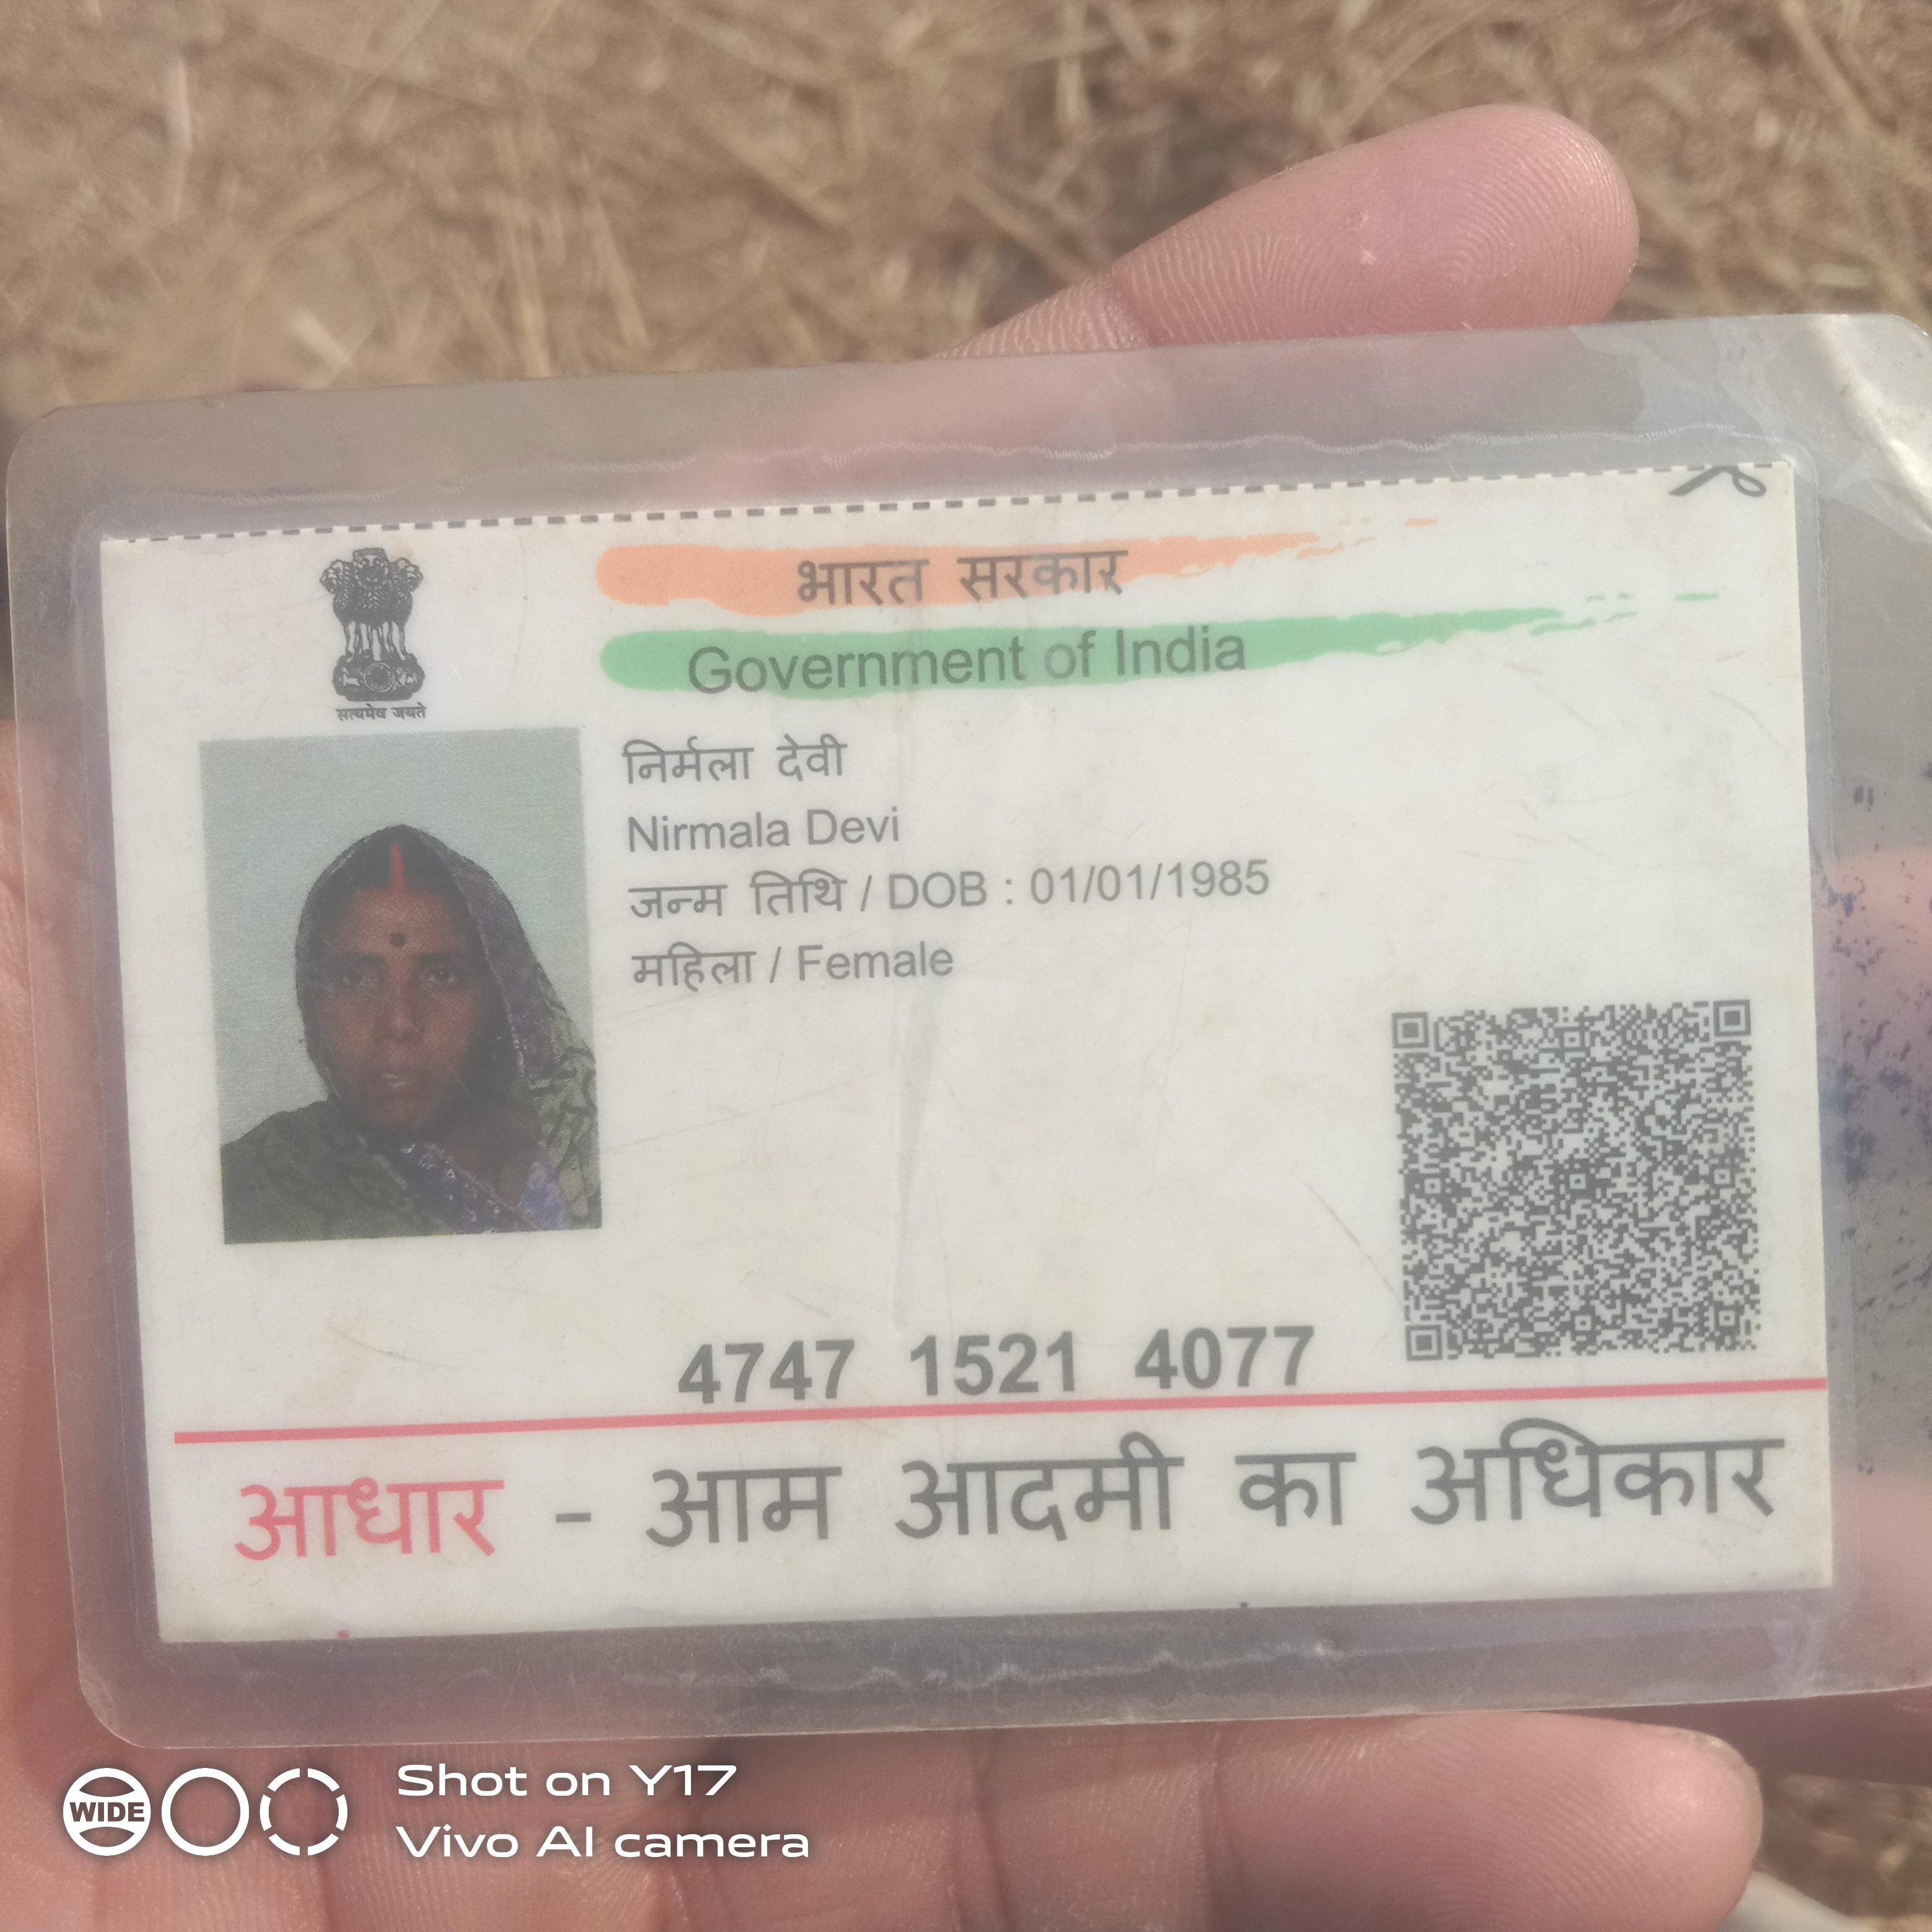 भारत सरकार
Government of India
सत्यमेव जयते
निर्मला देवी
Nirmala Devi
जन्म तिथि / DOB : 01/01/1985
महिला / Female
4747 1521 4077
आधार - आम आदमी का अधिकार
WIDE
Shot on Y17
Vivo AI camera